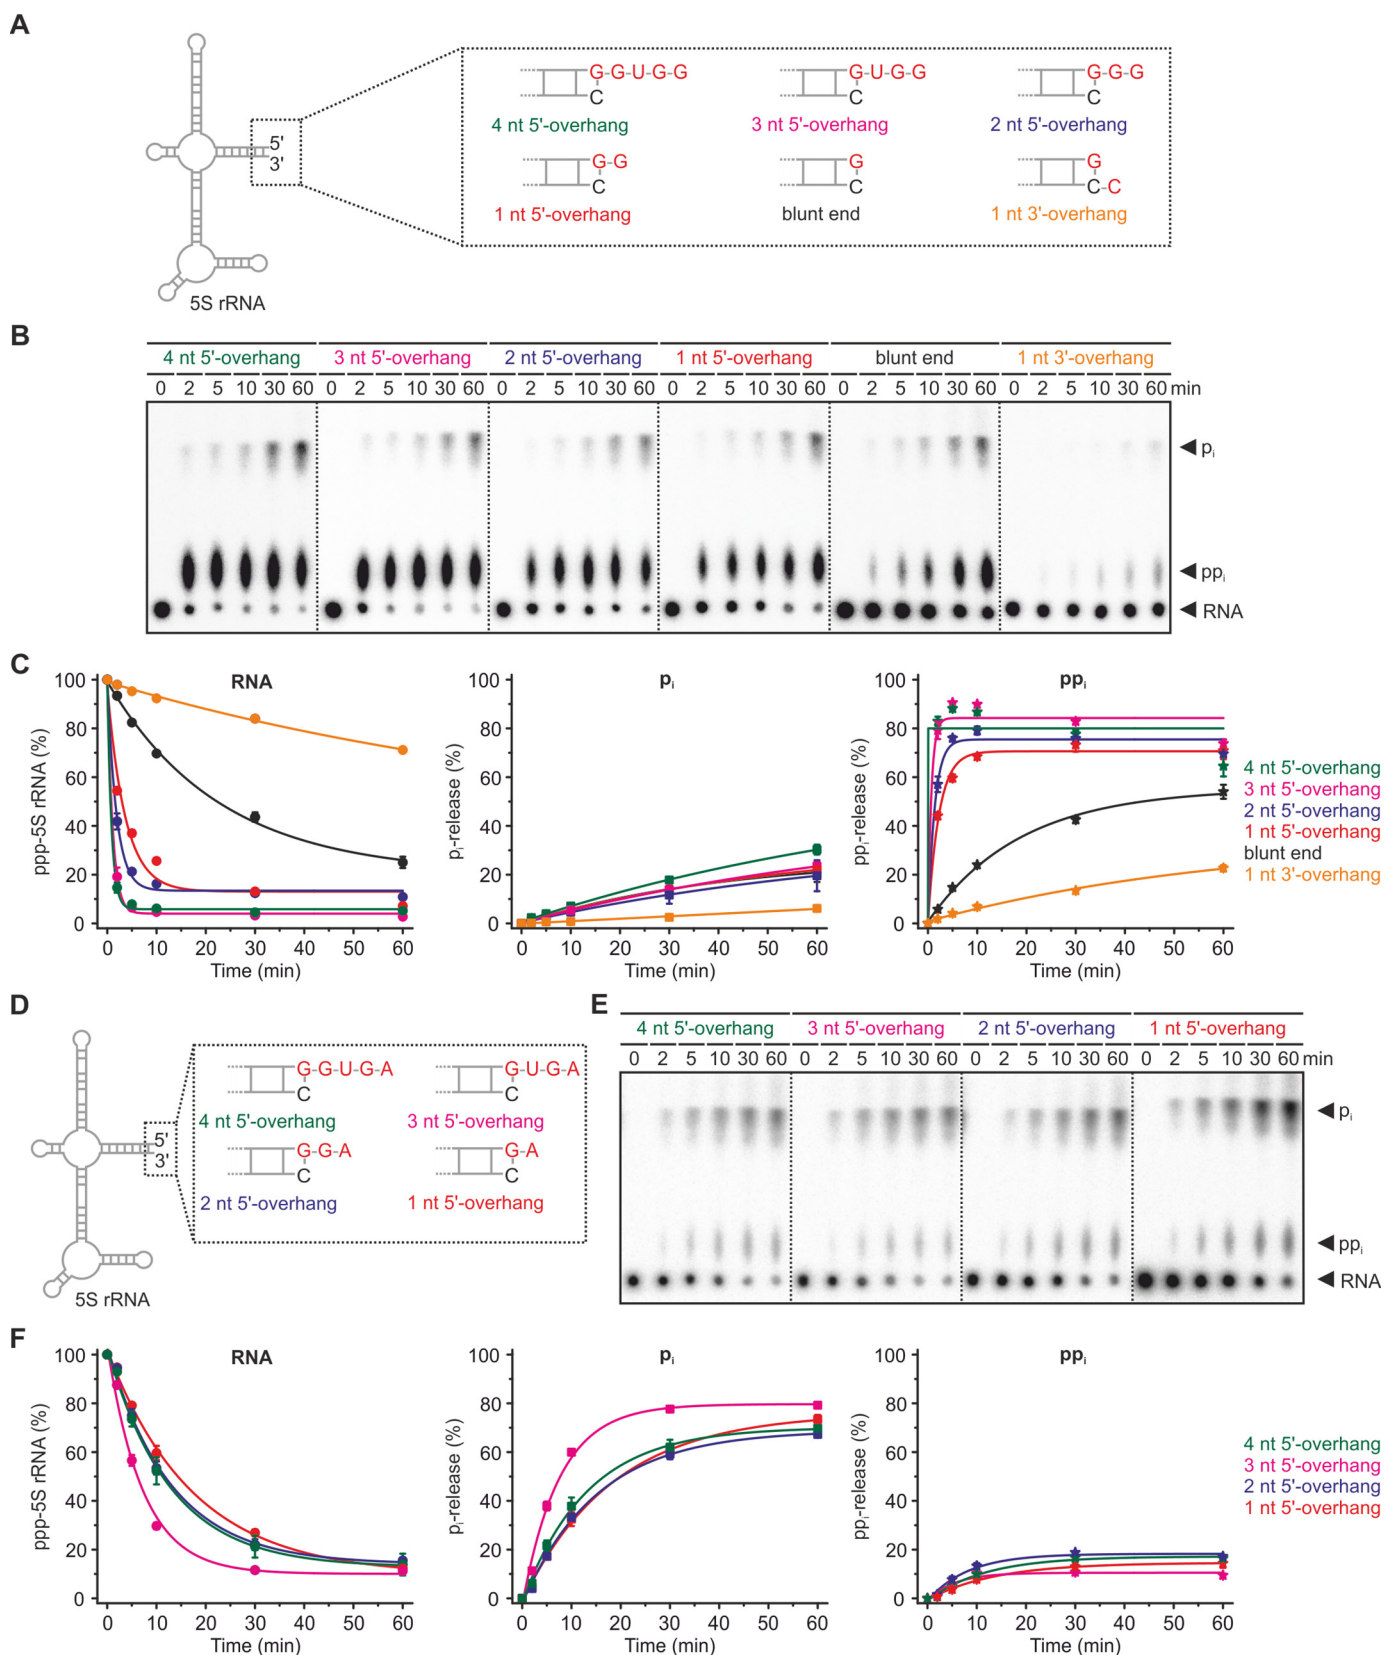 A
5'
3'
5S rRNA
G-G-U-G-G
C
4 nt 5'-overhang
G-U-G-G
C
3 nt 5'-overhang
G-G-G
C
2 nt 5'-overhang
G-G
C
1 nt 5'-overhang
G
C
blunt end
G
C-C
1 nt 3'-overhang
B
4 nt 5'-overhang 3 nt 5'-overhang 2 nt 5'-overhang 1 nt 5'-overhang blunt end 1 nt 3'-overhang
0 2 5 10 30 60 0 2 5 10 30 60 0 2 5 10 30 60 0 2 5 10 30 60 0 2 5 10 30 60 0 2 5 10 30 60 min
pi
ppi
RNA
C
RNA
ppp-5S rRNA (%)
100
80
60
40
20
0
0 10 20 30 40 50 60
Time (min)
pi
pi-release (%)
100
80
60
40
20
0
0 10 20 30 40 50 60
Time (min)
ppi
ppi-release (%)
100
80
60
40
20
0
0 10 20 30 40 50 60
Time (min)
4 nt 5'-overhang
3 nt 5'-overhang
2 nt 5'-overhang
1 nt 5'-overhang
blunt end
1 nt 3'-overhang
D
5'
3'
5S rRNA
G-G-U-G-A
C
4 nt 5'-overhang
G-U-G-A
C
3 nt 5'-overhang
G-G-A
C
2 nt 5'-overhang
G-A
C
1 nt 5'-overhang
E
4 nt 5'-overhang 3 nt 5'-overhang 2 nt 5'-overhang 1 nt 5'-overhang
0 2 5 10 30 60 0 2 5 10 30 60 0 2 5 10 30 60 0 2 5 10 30 60 min
pi
ppi
RNA
F
RNA
ppp-5S rRNA (%)
100
80
60
40
20
0
0 10 20 30 40 50 60
Time (min)
pi
pi-release (%)
100
80
60
40
20
0
0 10 20 30 40 50 60
Time (min)
ppi
ppi-release (%)
100
80
60
40
20
0
0 10 20 30 40 50 60
Time (min)
4 nt 5'-overhang
3 nt 5'-overhang
2 nt 5'-overhang
1 nt 5'-overhang